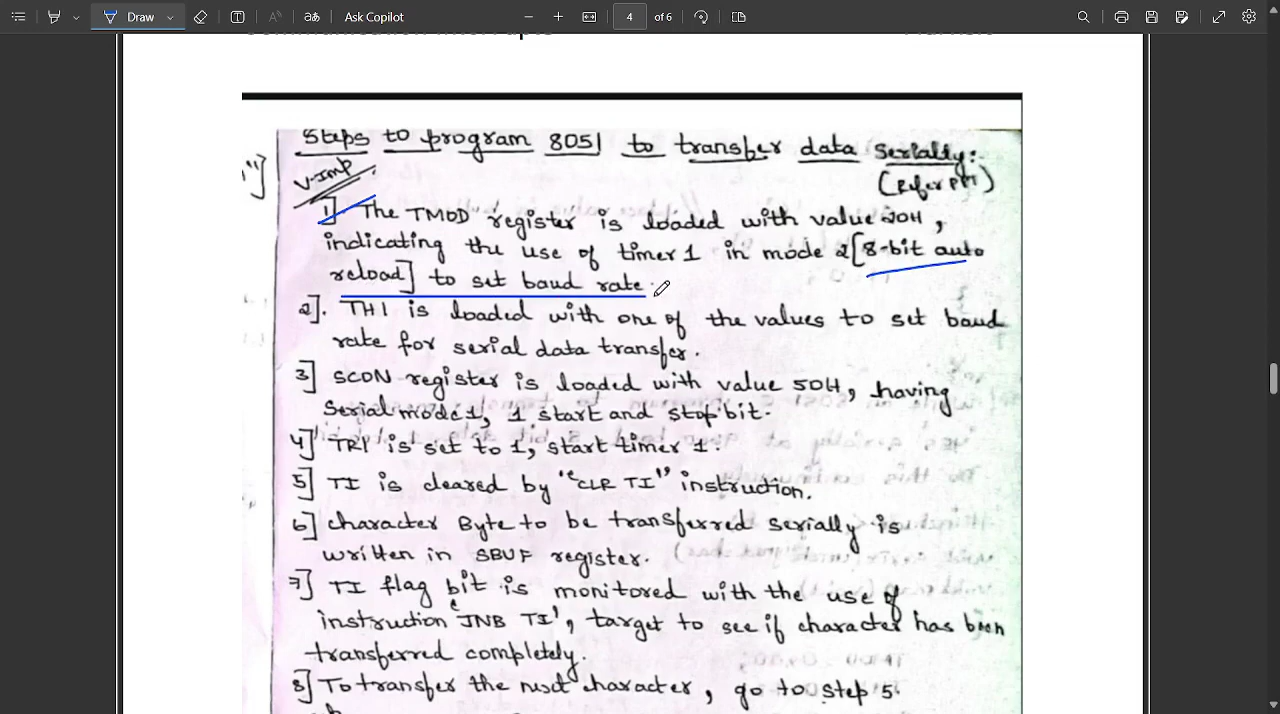 Draw
Ask Copilot
4 of 6
Steps to program 8051 to transfer data serially:
V-Imp
(Refer PPT)
1] The TMOD register is loaded with value 20H,
indicating the use of timer 1 in mode 2 [8-bit auto
reload] to set baud rate.
2]. TH1 is loaded with one of the values to set baud
rate for serial data transfer.
3] SCON register is loaded with value 50H, having
Serial mode 1, 1 start and stop bit.
4] TR1 is set to 1, start timer 1.
5] TI is cleared by "CLR TI" instruction.
6] character Byte to be transferred serially is
written in SBUF register.
7] TI flag bit is monitored with the use of
instruction 'JNB TI', target to see if character has been
transferred completely.
8] To transfer the next character, go to step 5.